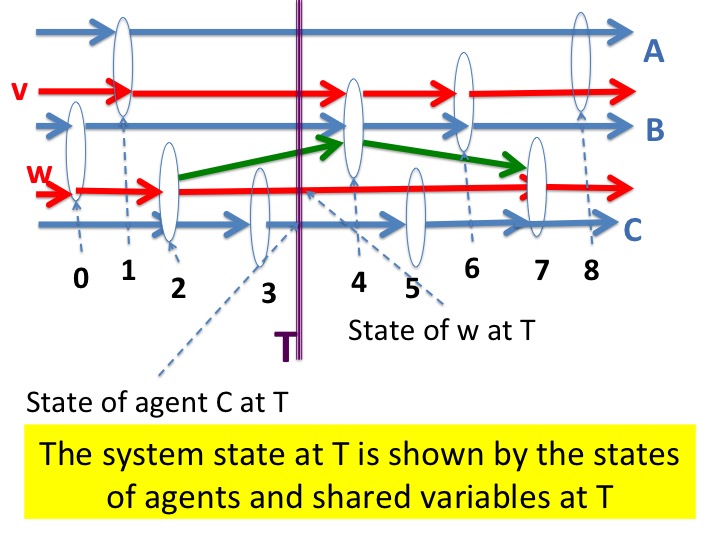 A
v
B
w
C
0
1
2
3
4
5
6
7
8
T
State of w at T
State of agent C at T
The system state at T is shown by the states
of agents and shared variables at T